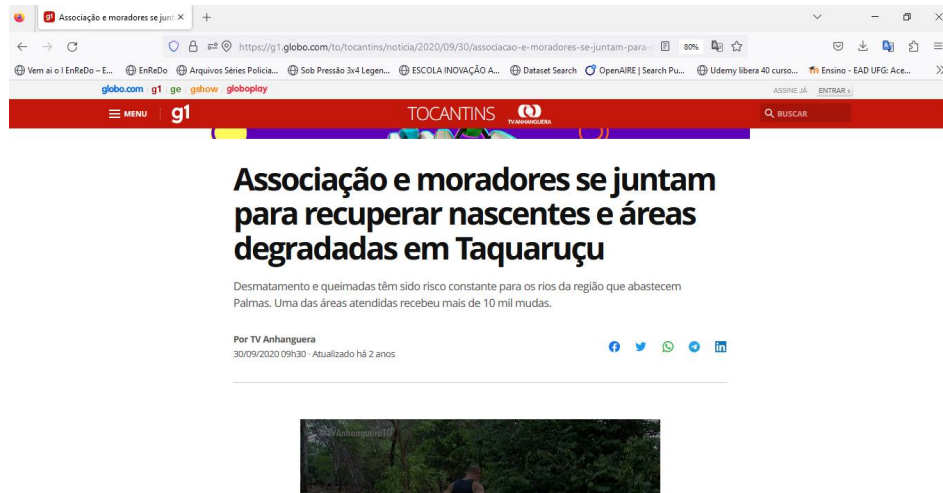 Associação e moradores se junt
https://g1.globo.com/to/tocantins/noticia/2020/09/30/associacao-e-moradores-se-juntam-para-
80%
Vem ai o I EnReDo – E... EnReDo Arquivos Séries Policia... Sob Pressão 3x4 Legen... ESCOLA INOVAÇÃO A... Dataset Search OpenAIRE | Search Pu... Udemy libera 40 curso... Ensino - EAD UFG: Ace...
globo.com g1 ge gshow globoplay ASSINE JÁ ENTRAR ›
MENU g1 TOCANTINS TV ANHANGUERA BUSCAR
Associação e moradores se juntam
para recuperar nascentes e áreas
degradadas em Taquaruçu
Desmatamento e queimadas têm sido risco constante para os rios da região que abastecem
Palmas. Uma das áreas atendidas recebeu mais de 10 mil mudas.
Por TV Anhanguera
30/09/2020 09h30 · Atualizado há 2 anos
@TVAnhangueraTO